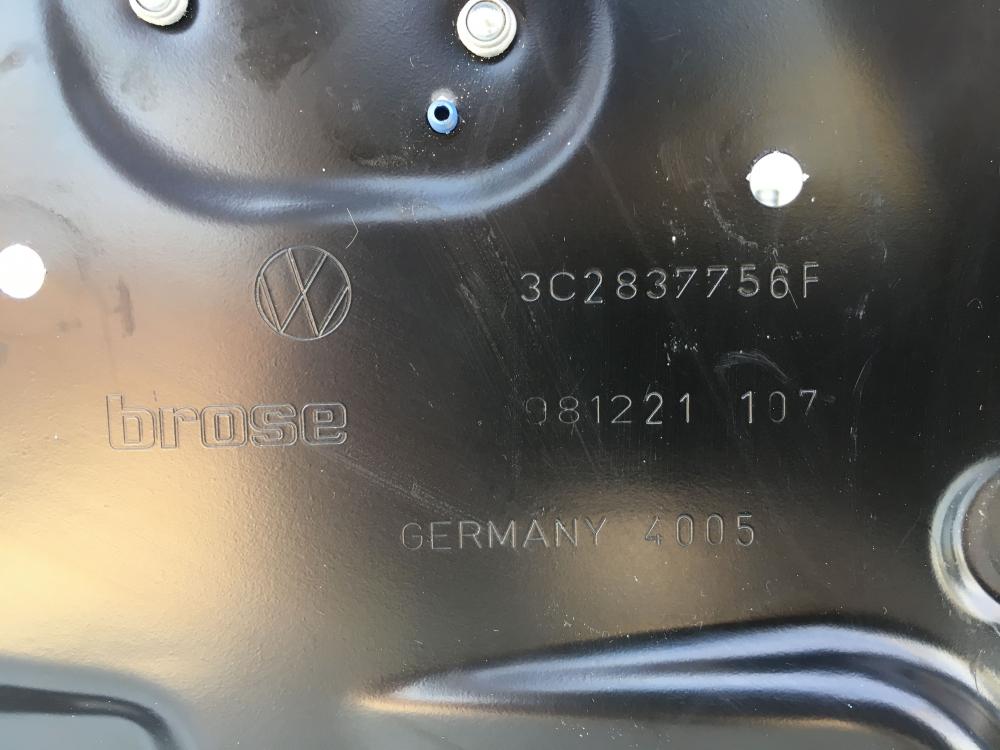 3C2837756F
brose
981221 107
GERMANY 4005